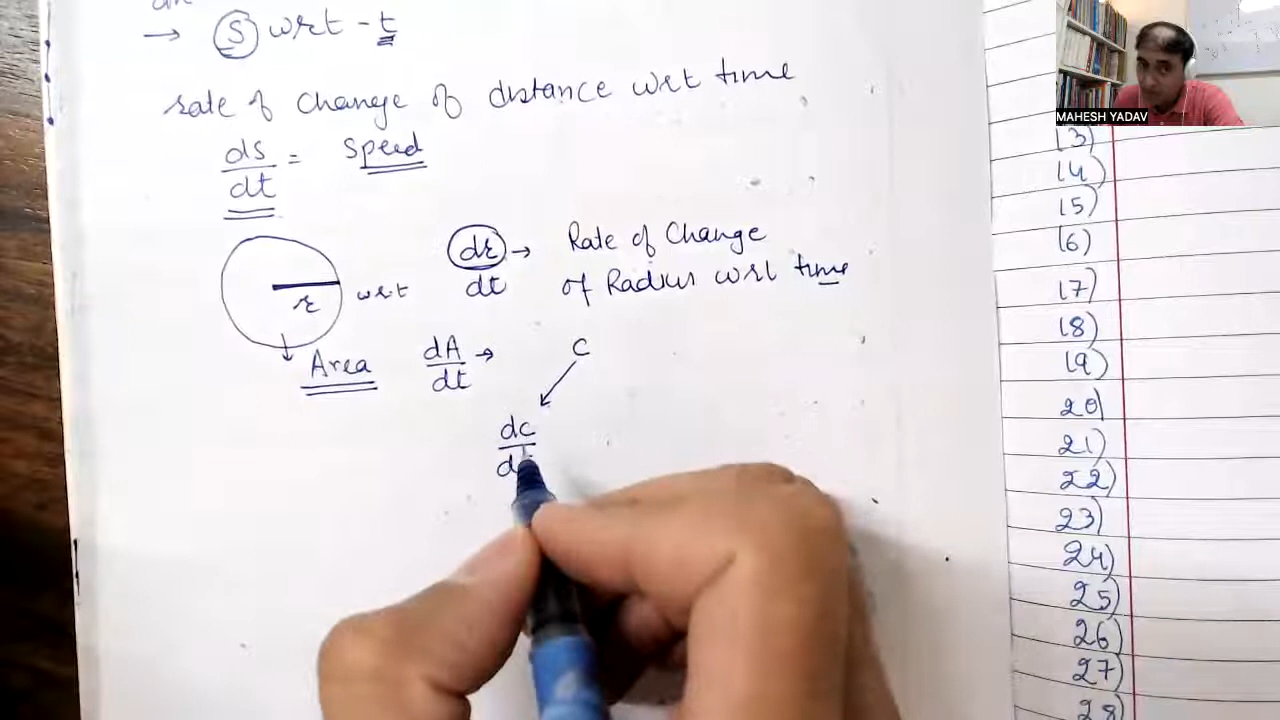 → S wrt - t
rate of change of distance wrt time
ds/dt = speed
r wrt
dr/dt → Rate of Change
of Radius wrt time
Area dA/dt →
C
dc/d
MAHESH YADAV
13)
14)
15)
16)
17)
18)
19)
20)
21)
22)
23)
24)
25)
26)
27)
28)